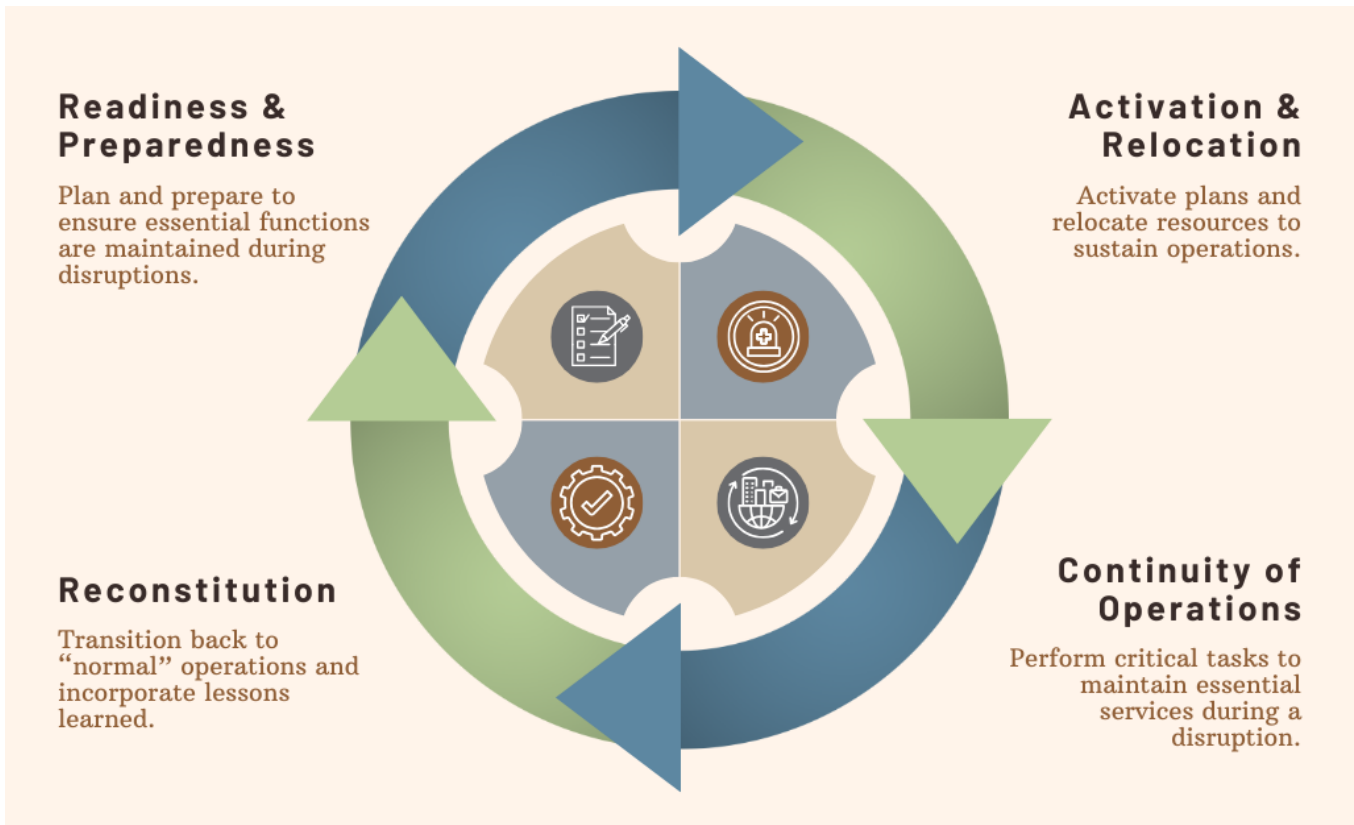 Readiness &
Preparedness
Plan and prepare to
ensure essential functions
are maintained during
disruptions.
Activation &
Relocation
Activate plans and
relocate resources to
sustain operations.
Reconstitution
Transition back to
“normal” operations and
incorporate lessons
learned.
Continuity of
Operations
Perform critical tasks to
maintain essential
services during a
disruption.